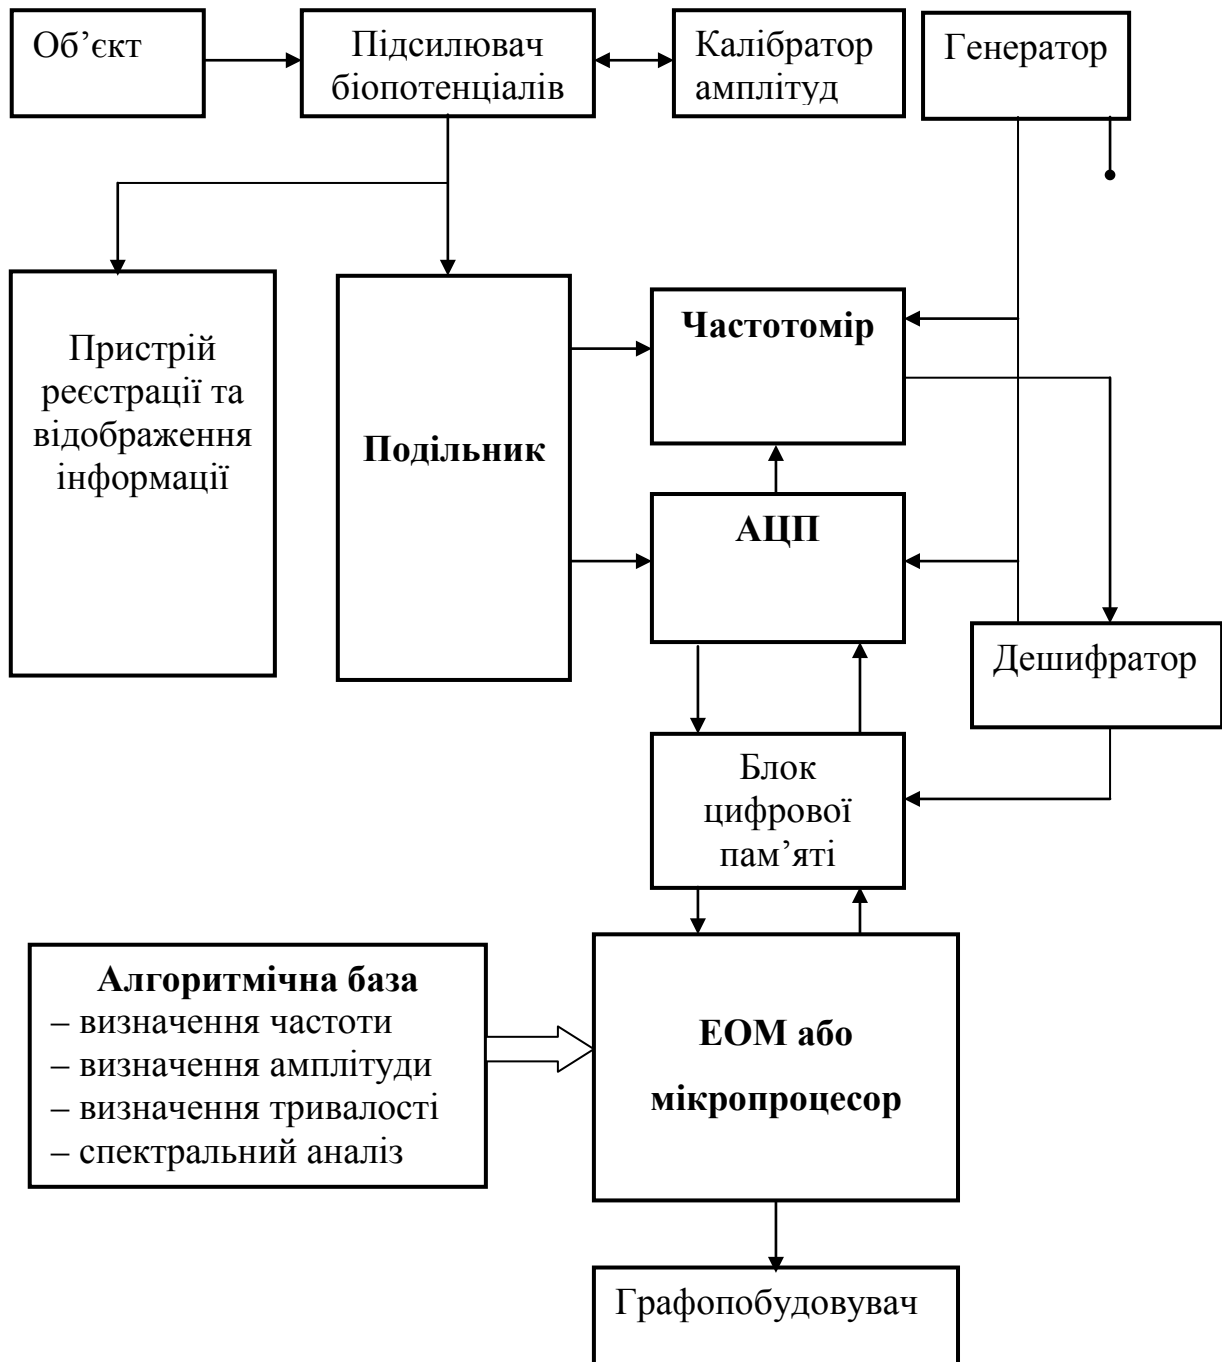 Об’єкт
Підсилювач
біопотенціалів
Калібратор
амплітуд
Генератор
Пристрій
реєстрації та
відображення
інформації
Подільник
Частотомір
АЦП
Дешифратор
Блок
цифрової
пам’яті
Алгоритмічна база
– визначення частоти
– визначення амплітуди
– визначення тривалості
– спектральний аналіз
ЕОМ або
мікропроцесор
Графопобудовувач